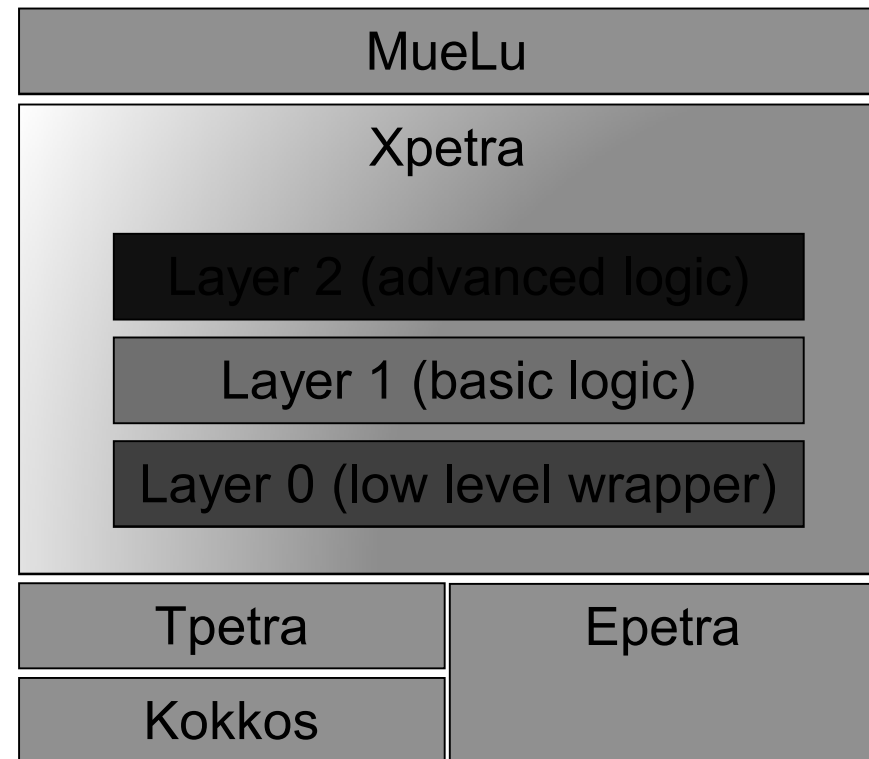 MueLu
Xpetra
Layer 2 (advanced logic)
Layer 1 (basic logic)
Layer 0 (low level wrapper)
Tpetra
Epetra
Kokkos